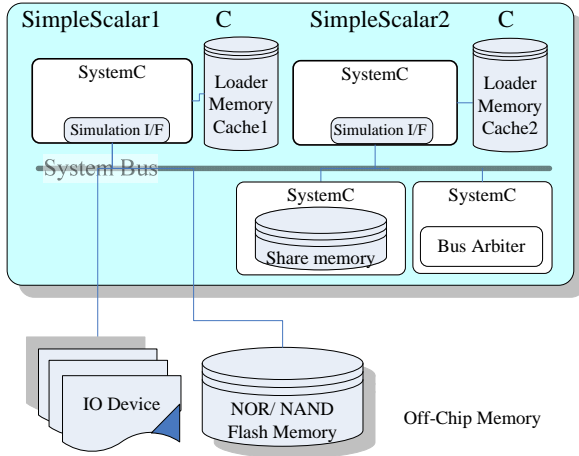 SimpleScalar1 C SimpleScalar2 C
SystemC
Loader
Memory
Cache1
Simulation I/F
SystemC
Loader
Memory
Cache2
Simulation I/F
System Bus
SystemC
Share memory
SystemC
Bus Arbiter
IO Device
NOR/ NAND
Flash Memory
Off-Chip Memory